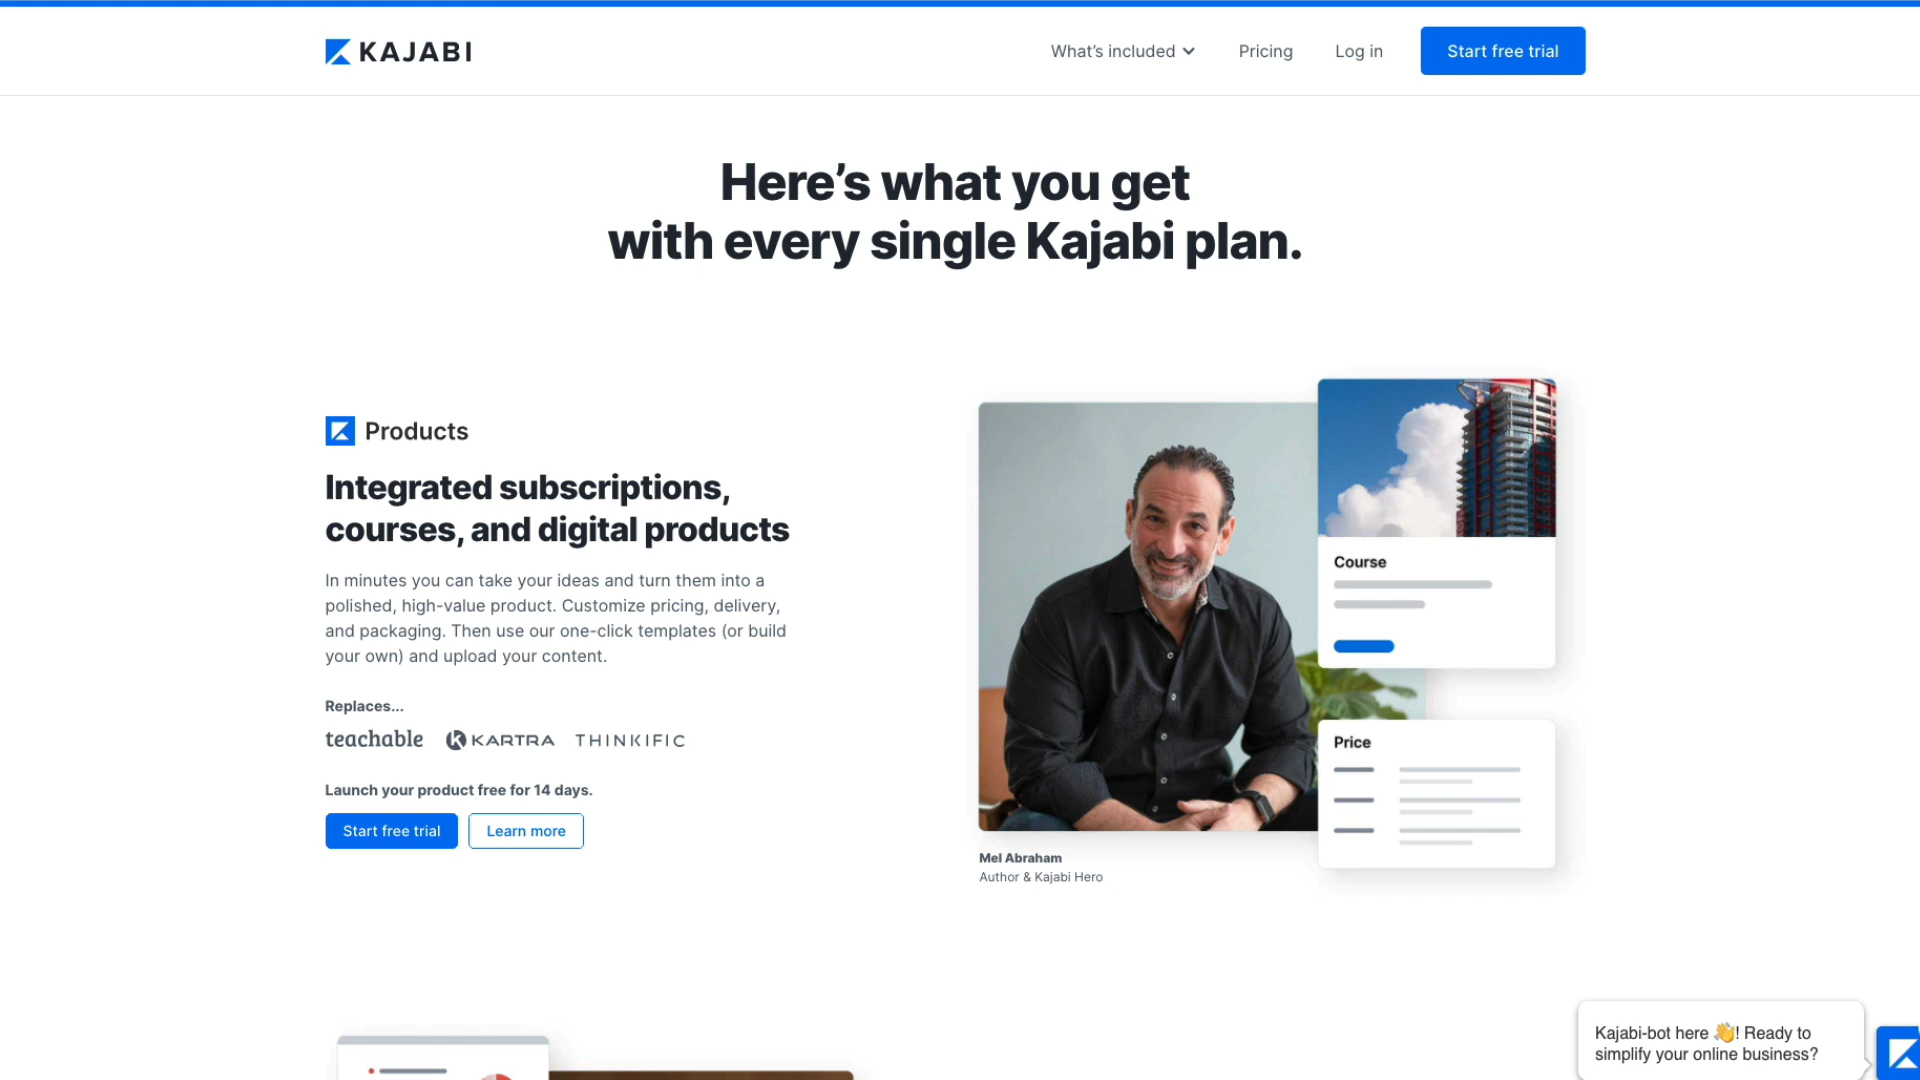 KAJABI
What's included
Pricing
Log in
Start free trial
Here’s what you get
with every single Kajabi plan.
Products
Integrated subscriptions,
courses, and digital products
In minutes you can take your ideas and turn them into a
polished, high-value product. Customize pricing, delivery,
and packaging. Then use our one-click templates (or build
your own) and upload your content.
Replaces...
teachable
KARTRA
THINKIFIC
Launch your product free for 14 days.
Start free trial
Learn more
Course
Price
Mel Abraham
Author & Kajabi Hero
Kajabi-bot here 👋! Ready to
simplify your online business?